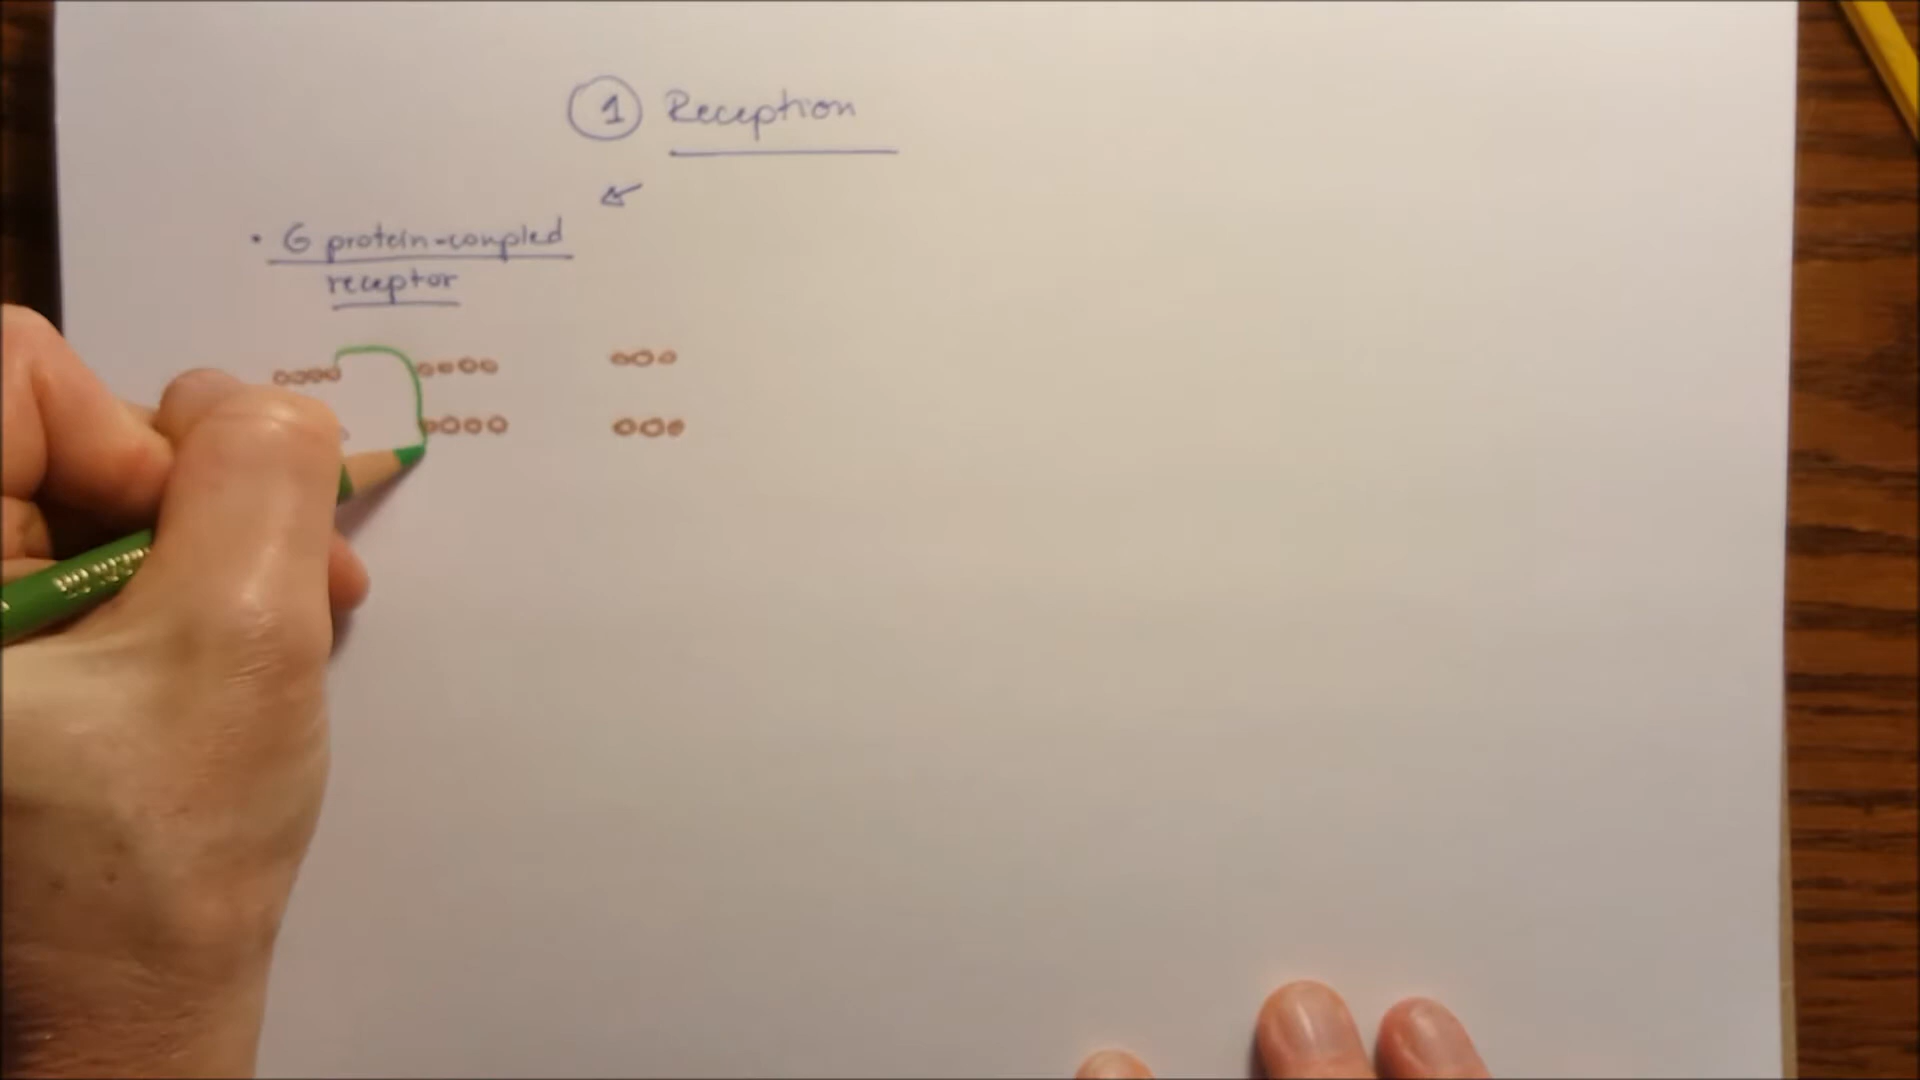 1 Reception
• G protein-coupled
receptor